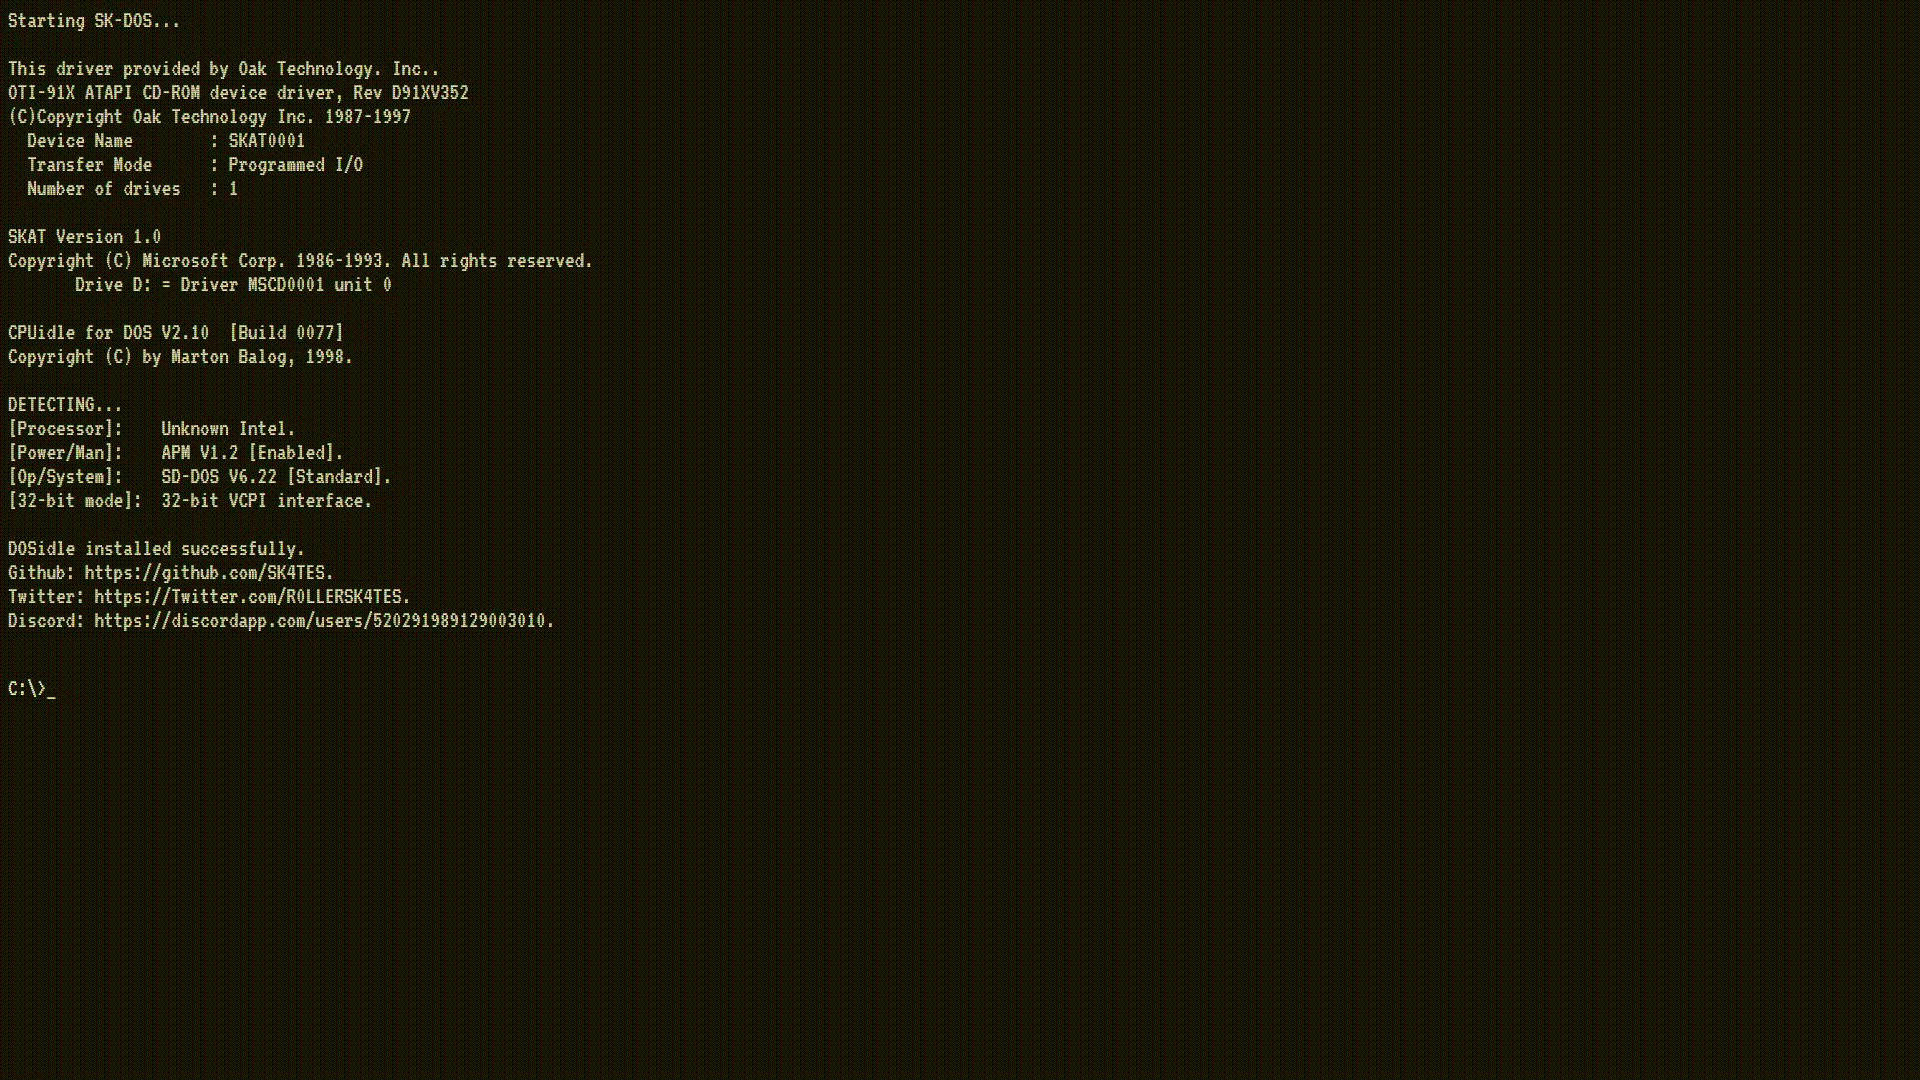 Starting SK-DOS...
This driver provided by Oak Technology. Inc..
OTI-91X ATAPI CD-ROM device driver, Rev D91XV352
(C)Copyright Oak Technology Inc. 1987-1997
Device Name : SKAT0001
Transfer Mode : Programmed I/O
Number of drives : 1
SKAT Version 1.0
Copyright (C) Microsoft Corp. 1986-1993. All rights reserved.
Drive D: = Driver MSCD0001 unit 0
CPUidle for DOS V2.10 [Build 0077]
Copyright (C) by Marton Balog, 1998.
DETECTING...
[Processor]: Unknown Intel.
[Power/Man]: APM V1.2 [Enabled].
[Op/System]: SD-DOS V6.22 [Standard].
[32-bit mode]: 32-bit VCPI interface.
DOSidle installed successfully.
Github: https://github.com/SK4TES.
Twitter: https://Twitter.com/R0LLERSK4TES.
Discord: https://discordapp.com/users/520291989129003010.
C:\>_